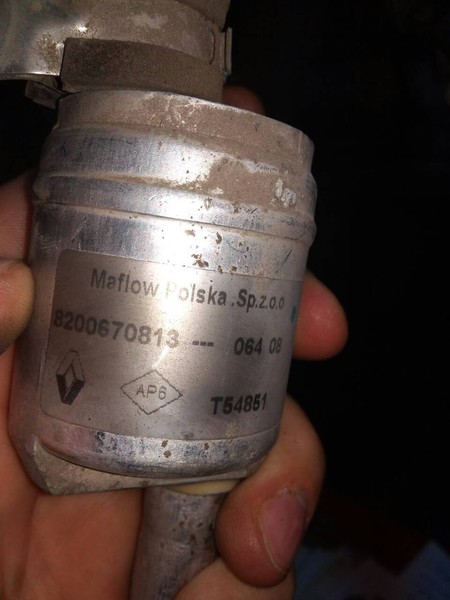 Maflow Polska .Sp.z.o.o
8200670813 --- 064 08
AP6
T54851